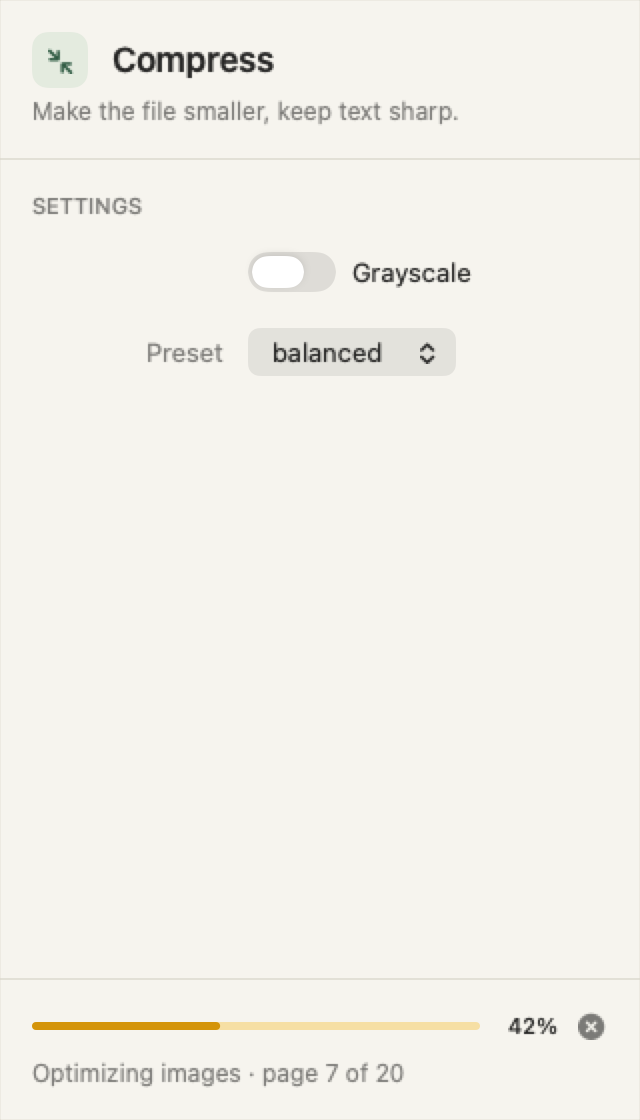 Compress
Make the file smaller, keep text sharp.
SETTINGS
Grayscale
Preset balanced
42%
Optimizing images · page 7 of 20